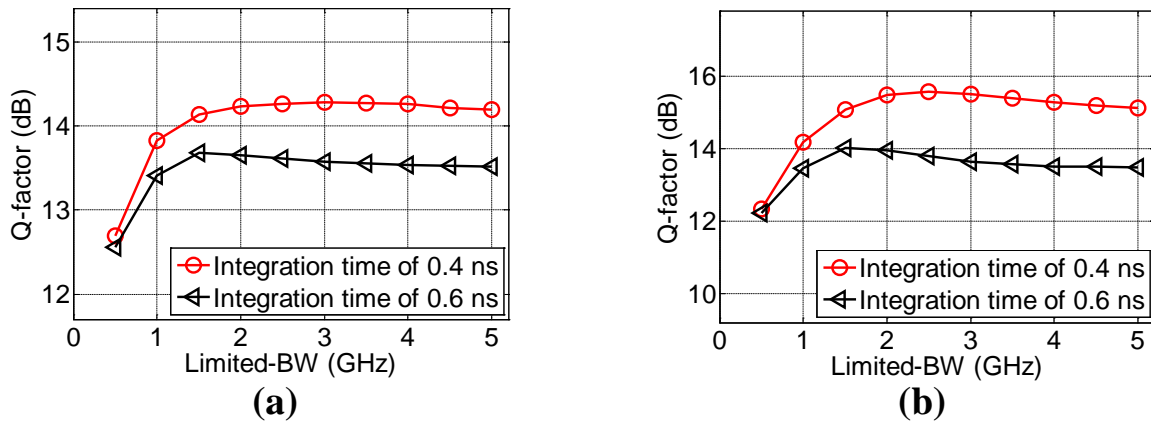 15
14
13
12
Q-factor (dB)
0 1 2 3 4 5
Limited-BW (GHz)
Integration time of 0.4 ns
Integration time of 0.6 ns
(a)
16
14
12
10
Q-factor (dB)
0 1 2 3 4 5
Limited-BW (GHz)
Integration time of 0.4 ns
Integration time of 0.6 ns
(b)